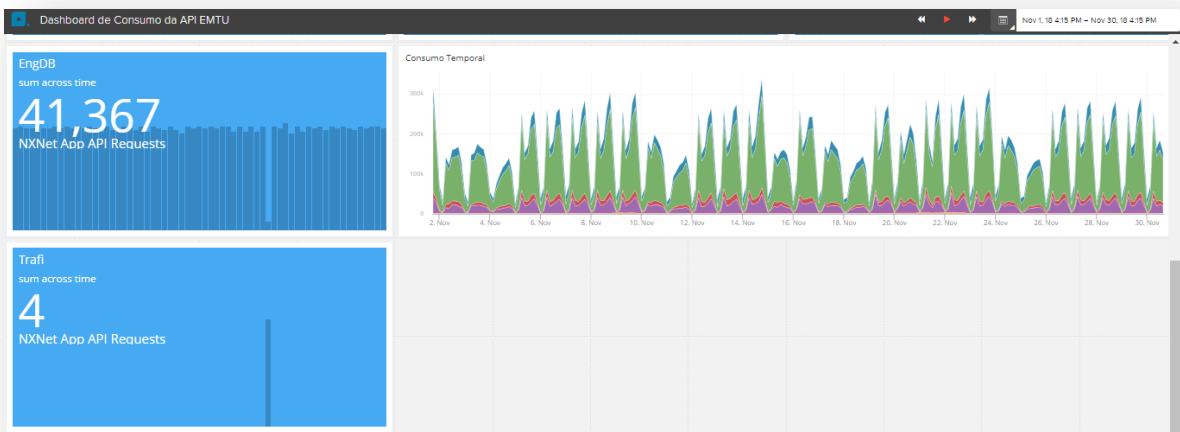 Dashboard de Consumo da API EMTU
Nov 1, 18 4:15 PM – Nov 30, 18 4:15 PM
EngDB
sum across time
41,367
NXNet App API Requests
Consumo Temporal
300k
200k
100k
0
2. Nov 4. Nov 6. Nov 8. Nov 10. Nov 12. Nov 14. Nov 16. Nov 18. Nov 20. Nov 22. Nov 24. Nov 26. Nov 28. Nov 30. Nov
Trafi
sum across time
4
NXNet App API Requests